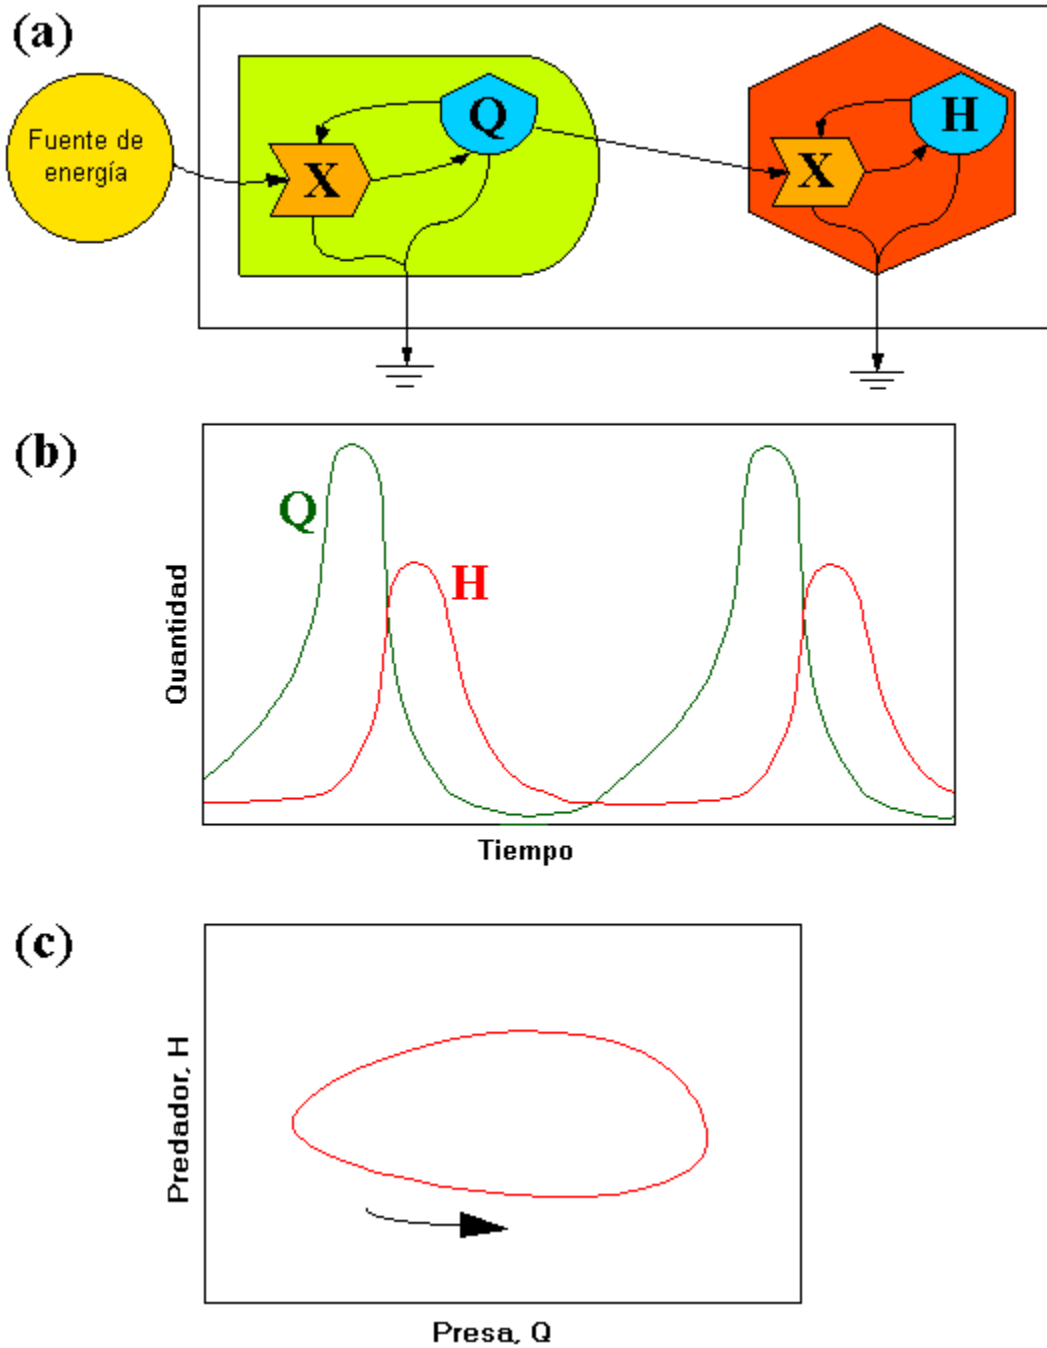 (a)
Fuente de
energía
X
Q
X
H
(b)
Q
H
Quantidad
Tiempo
(c)
Predador, H
Presa, Q